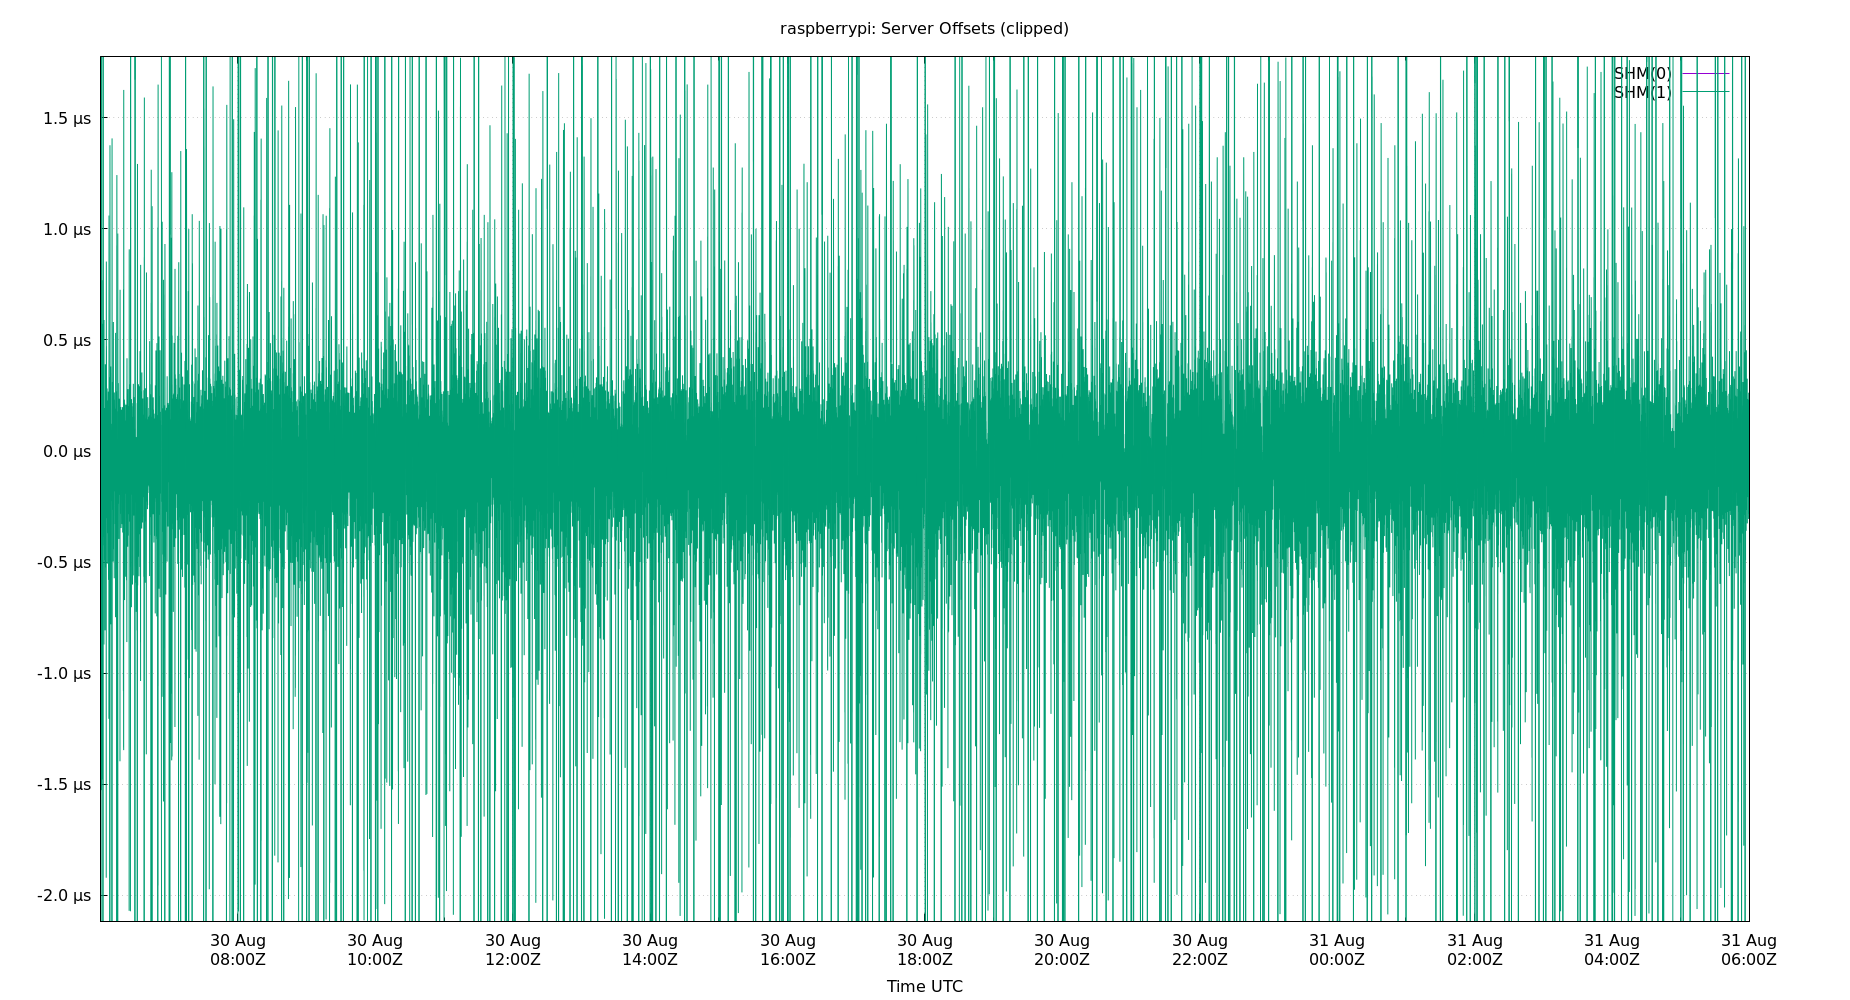 raspberrypi: Server Offsets (clipped)
SHM(0)
SHM(1)
1.5 µs
1.0 µs
0.5 µs
0.0 µs
-0.5 µs
-1.0 µs
-1.5 µs
-2.0 µs
30 Aug 30 Aug 30 Aug 30 Aug 30 Aug 30 Aug 30 Aug 30 Aug 31 Aug 31 Aug 31 Aug 31 Aug
08:00Z 10:00Z 12:00Z 14:00Z 16:00Z 18:00Z 20:00Z 22:00Z 00:00Z 02:00Z 04:00Z 06:00Z
Time UTC